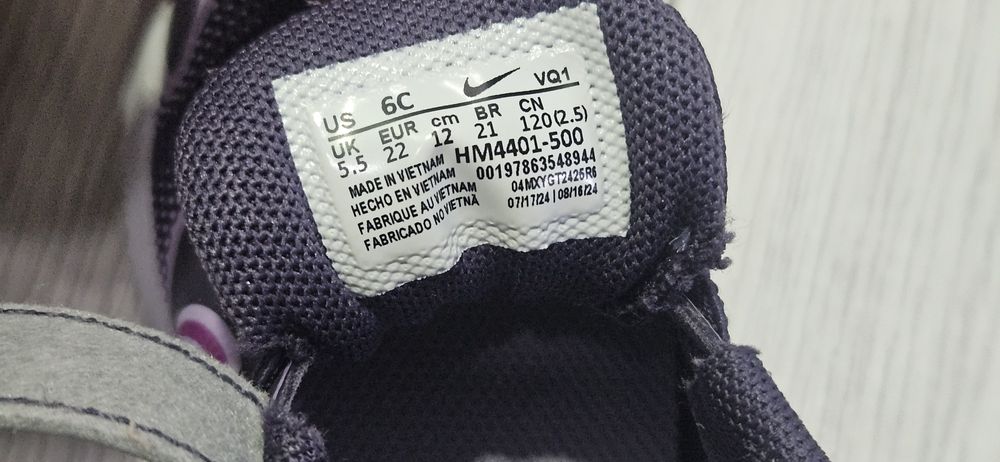 US 6C VQ1
UK EUR cm BR CN
5.5 22 12 21 120(2.5)
HM4401-500
00197863548944
04MXYGT2425R6
07/17/24 | 08/16/24
MADE IN VIETNAM
HECHO EN VIETNAM
FABRIQUE AU VIETNAM
FABRICADO NO VIETNÃ